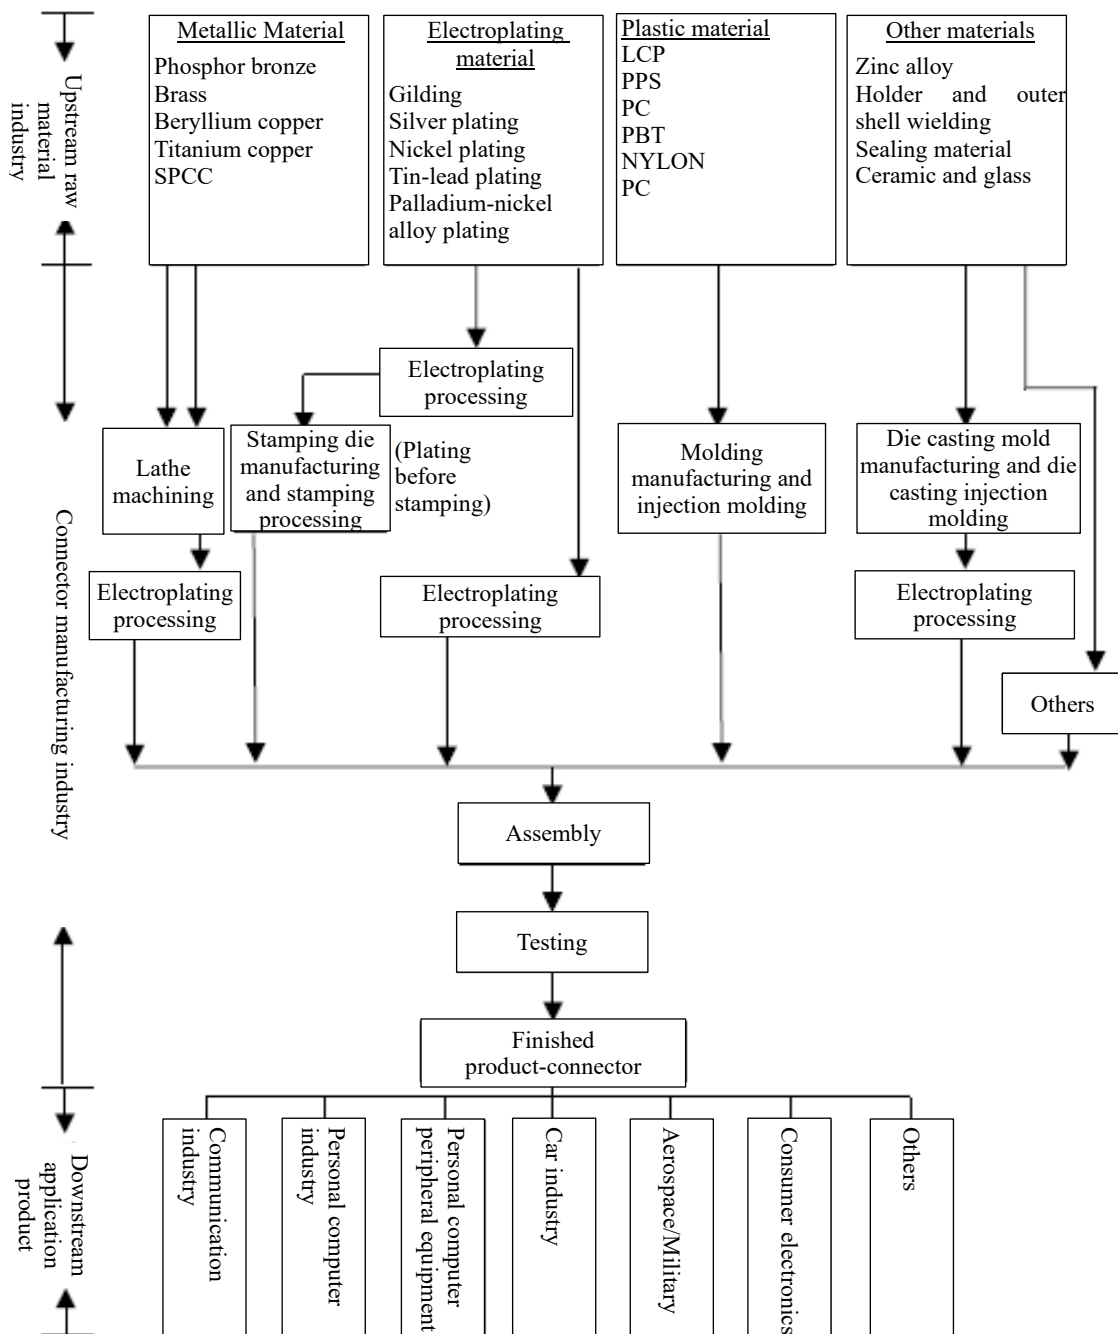 Upstream raw
material
industry
Metallic Material
Phosphor bronze
Brass
Beryllium copper
Titanium copper
SPCC
Electroplating
material
Gilding
Silver plating
Nickel plating
Tin-lead plating
Palladium-nickel
alloy plating
Plastic material
LCP
PPS
PC
PBT
NYLON
PC
Other materials
Zinc alloy
Holder and outer
shell wielding
Sealing material
Ceramic and glass
Connector manufacturing industry
Electroplating
processing
Lathe
machining
Stamping die
manufacturing
and stamping
processing
(Plating
before
stamping)
Molding
manufacturing and
injection molding
Die casting mold
manufacturing and die
casting injection
molding
Electroplating
processing
Electroplating
processing
Electroplating
processing
Others
Assembly
Testing
Finished
product-connector
Downstream
application
product
Communication
industry
Personal computer
industry
Personal computer
peripheral equipment
Car industry
Aerospace/Military
Consumer electronics
Others